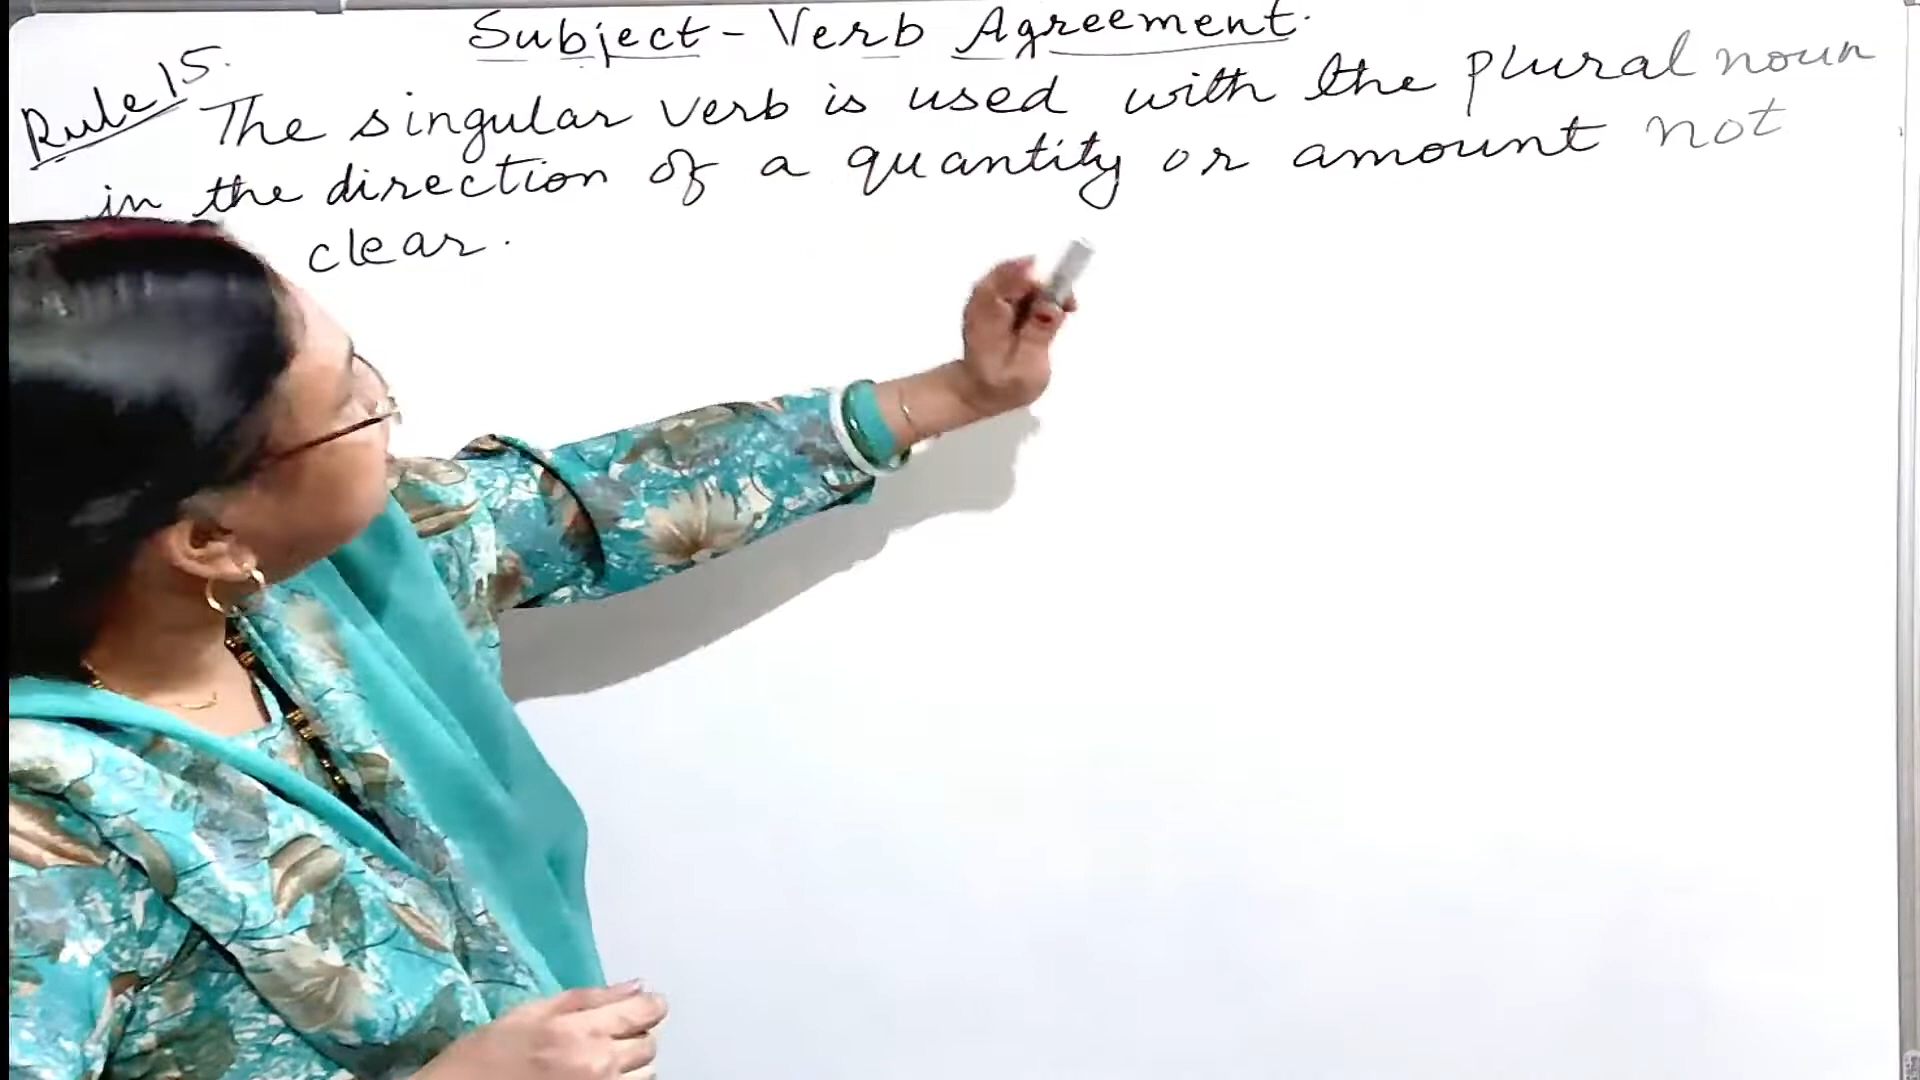 Subject - Verb Agreement.
Rule 15.
The singular verb is used with the plural noun
in the direction of a quantity or amount not
clear.